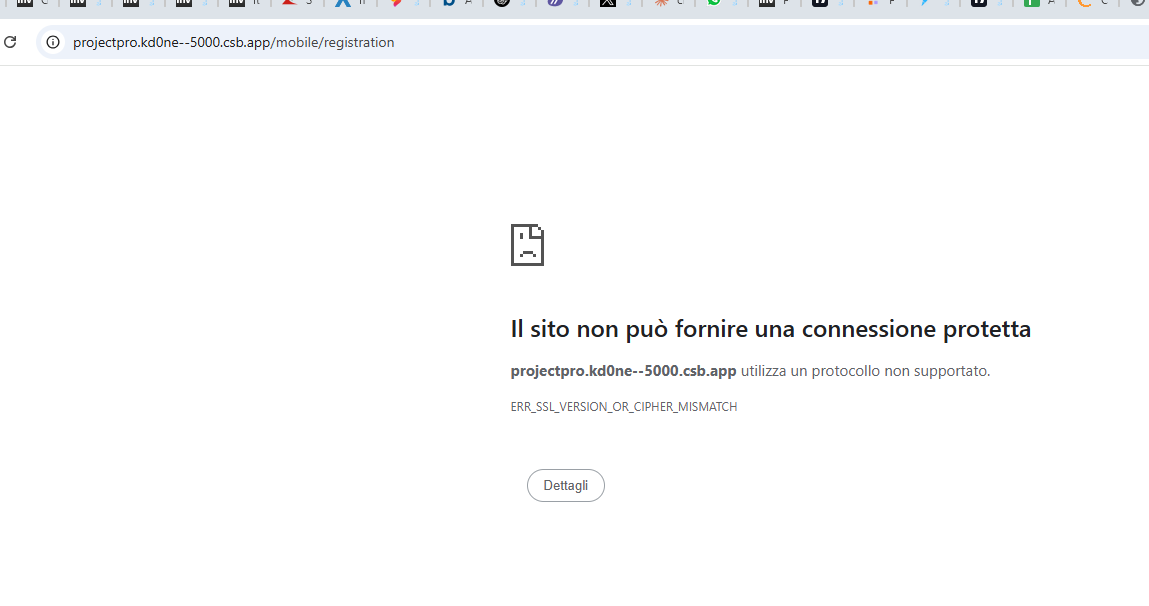 projectpro.kd0ne--5000.csb.app/mobile/registration
Il sito non può fornire una connessione protetta
projectpro.kd0ne--5000.csb.app utilizza un protocollo non supportato.
ERR_SSL_VERSION_OR_CIPHER_MISMATCH
Dettagli